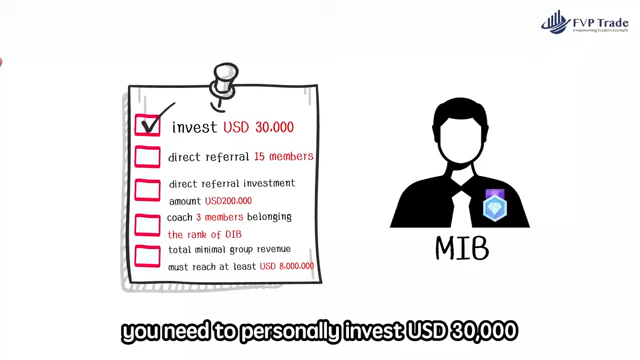 FVP Trade
Empowering Traders Globally
invest USD 30.000
direct referral 15 members
direct referral investment
amount USD200.000
coach 3 members belonging
the rank of DIB
total minimal group revenue
must reach at least USD 8.000.000
MIB
you need to personally invest USD 30,000